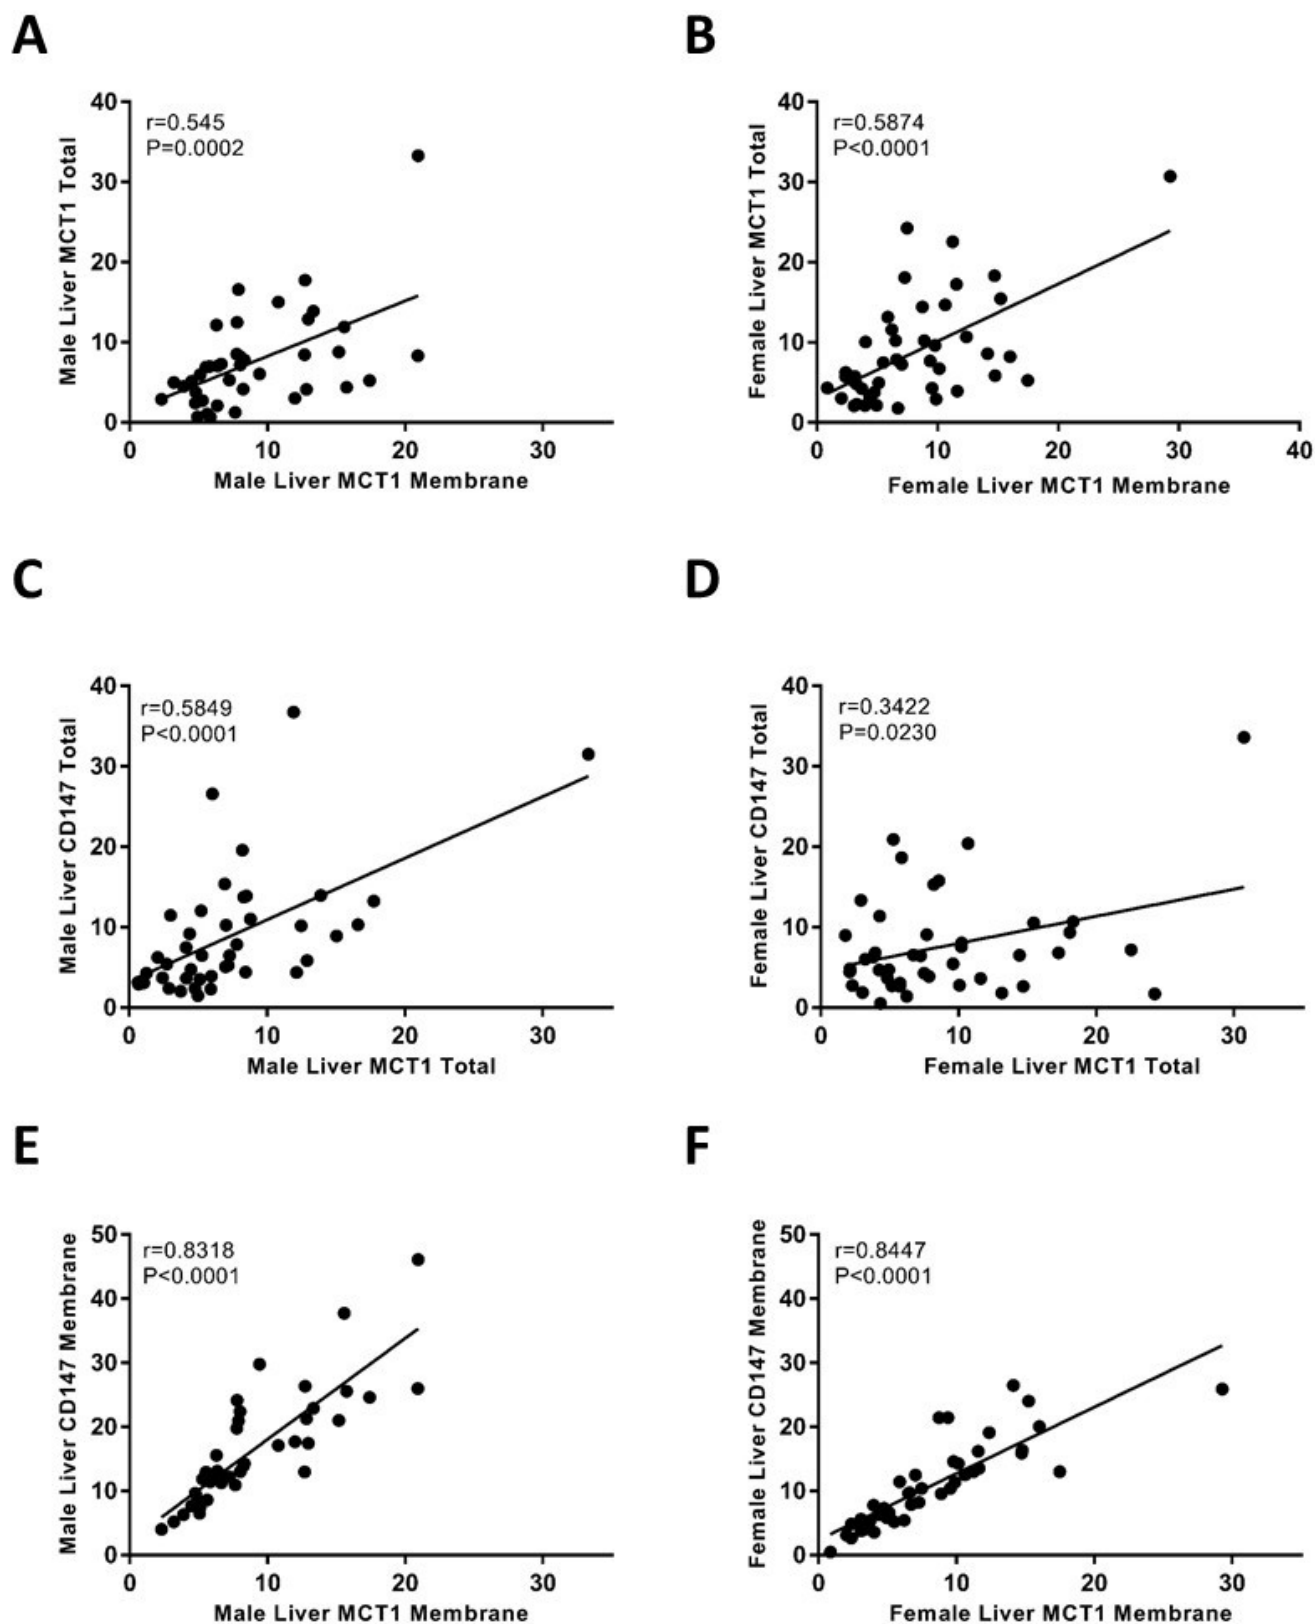 A
r=0.545
P=0.0002
Male Liver MCT1 Total
40
30
20
10
0
0 10 20 30
Male Liver MCT1 Membrane
B
r=0.5874
P<0.0001
Female Liver MCT1 Total
40
30
20
10
0
0 10 20 30 40
Female Liver MCT1 Membrane
C
r=0.5849
P<0.0001
Male Liver CD147 Total
40
30
20
10
0
0 10 20 30
Male Liver MCT1 Total
D
r=0.3422
P=0.0230
Female Liver CD147 Total
40
30
20
10
0
0 10 20 30
Female Liver MCT1 Total
E
r=0.8318
P<0.0001
Male Liver CD147 Membrane
50
40
30
20
10
0
0 10 20 30
Male Liver MCT1 Membrane
F
r=0.8447
P<0.0001
Female Liver CD147 Membrane
50
40
30
20
10
0
0 10 20 30
Female Liver MCT1 Membrane